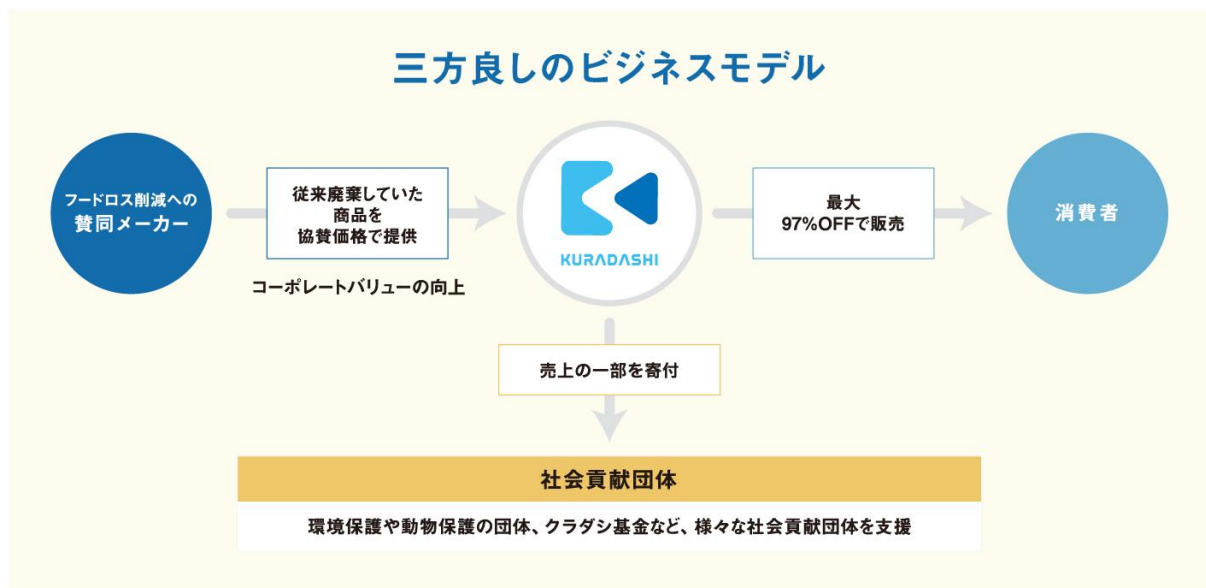 三方良しのビジネスモデル
フードロス削減への
賛同メーカー
従来廃棄していた
商品を
協賛価格で提供
コーポレートバリューの向上
KURADASHI
最大
97%OFFで販売
消費者
売上の一部を寄付
社会貢献団体
環境保護や動物保護の団体、クラダシ基金など、様々な社会貢献団体を支援